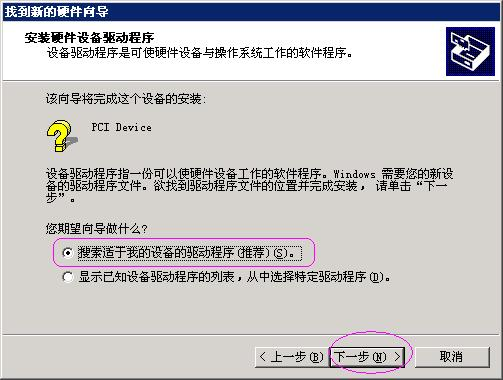 找到新的硬件向导
安装硬件设备驱动程序
设备驱动程序是可使硬件设备与操作系统工作的软件程序。
该向导将完成这个设备的安装:
PCI Device
设备驱动程序指一份可以使硬件设备工作的软件程序。Windows 需要您的新设
备的驱动程序文件。欲找到驱动程序文件的位置并完成安装，请单击“下一
步”。
您期望向导做什么?
搜索适于我的设备的驱动程序(推荐)(S)。
显示已知设备驱动程序的列表，从中选择特定驱动程序(D)。
< 上一步(B) 下一步(N) > 取消